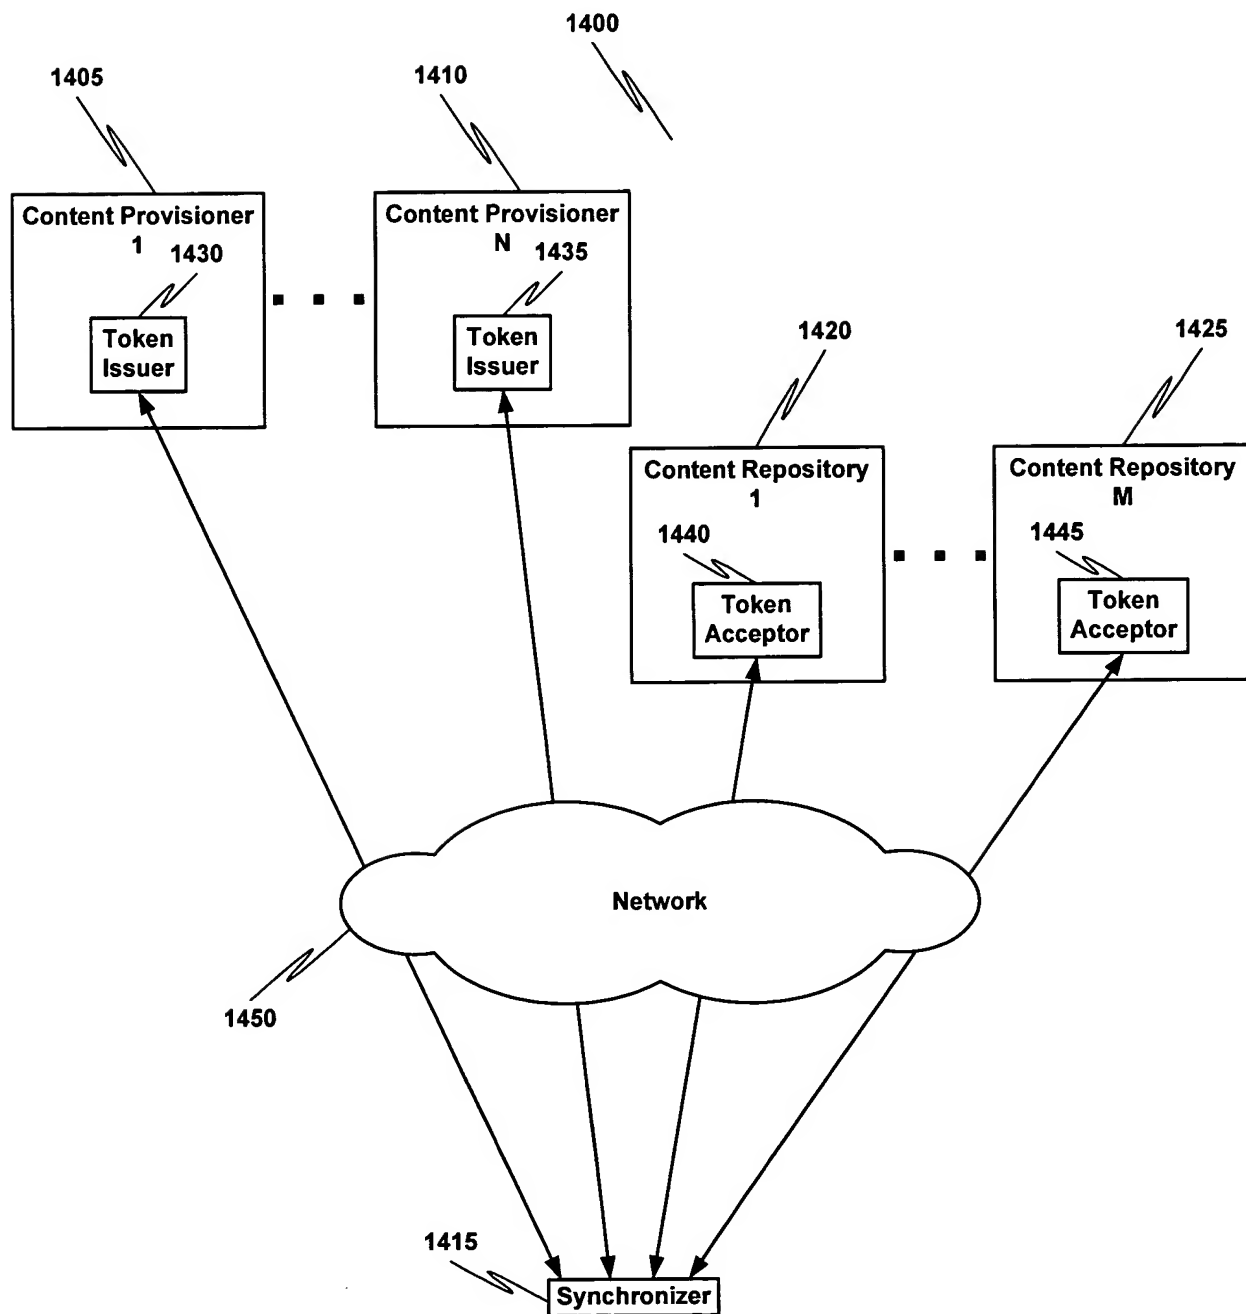 1400
1405
1410
Content Provisioner
1
1430
Token
Issuer
Content Provisioner
N
1435
Token
Issuer
1420
1425
Content Repository
1
1440
Token
Acceptor
Content Repository
M
1445
Token
Acceptor
Network
1450
1415
Synchronizer